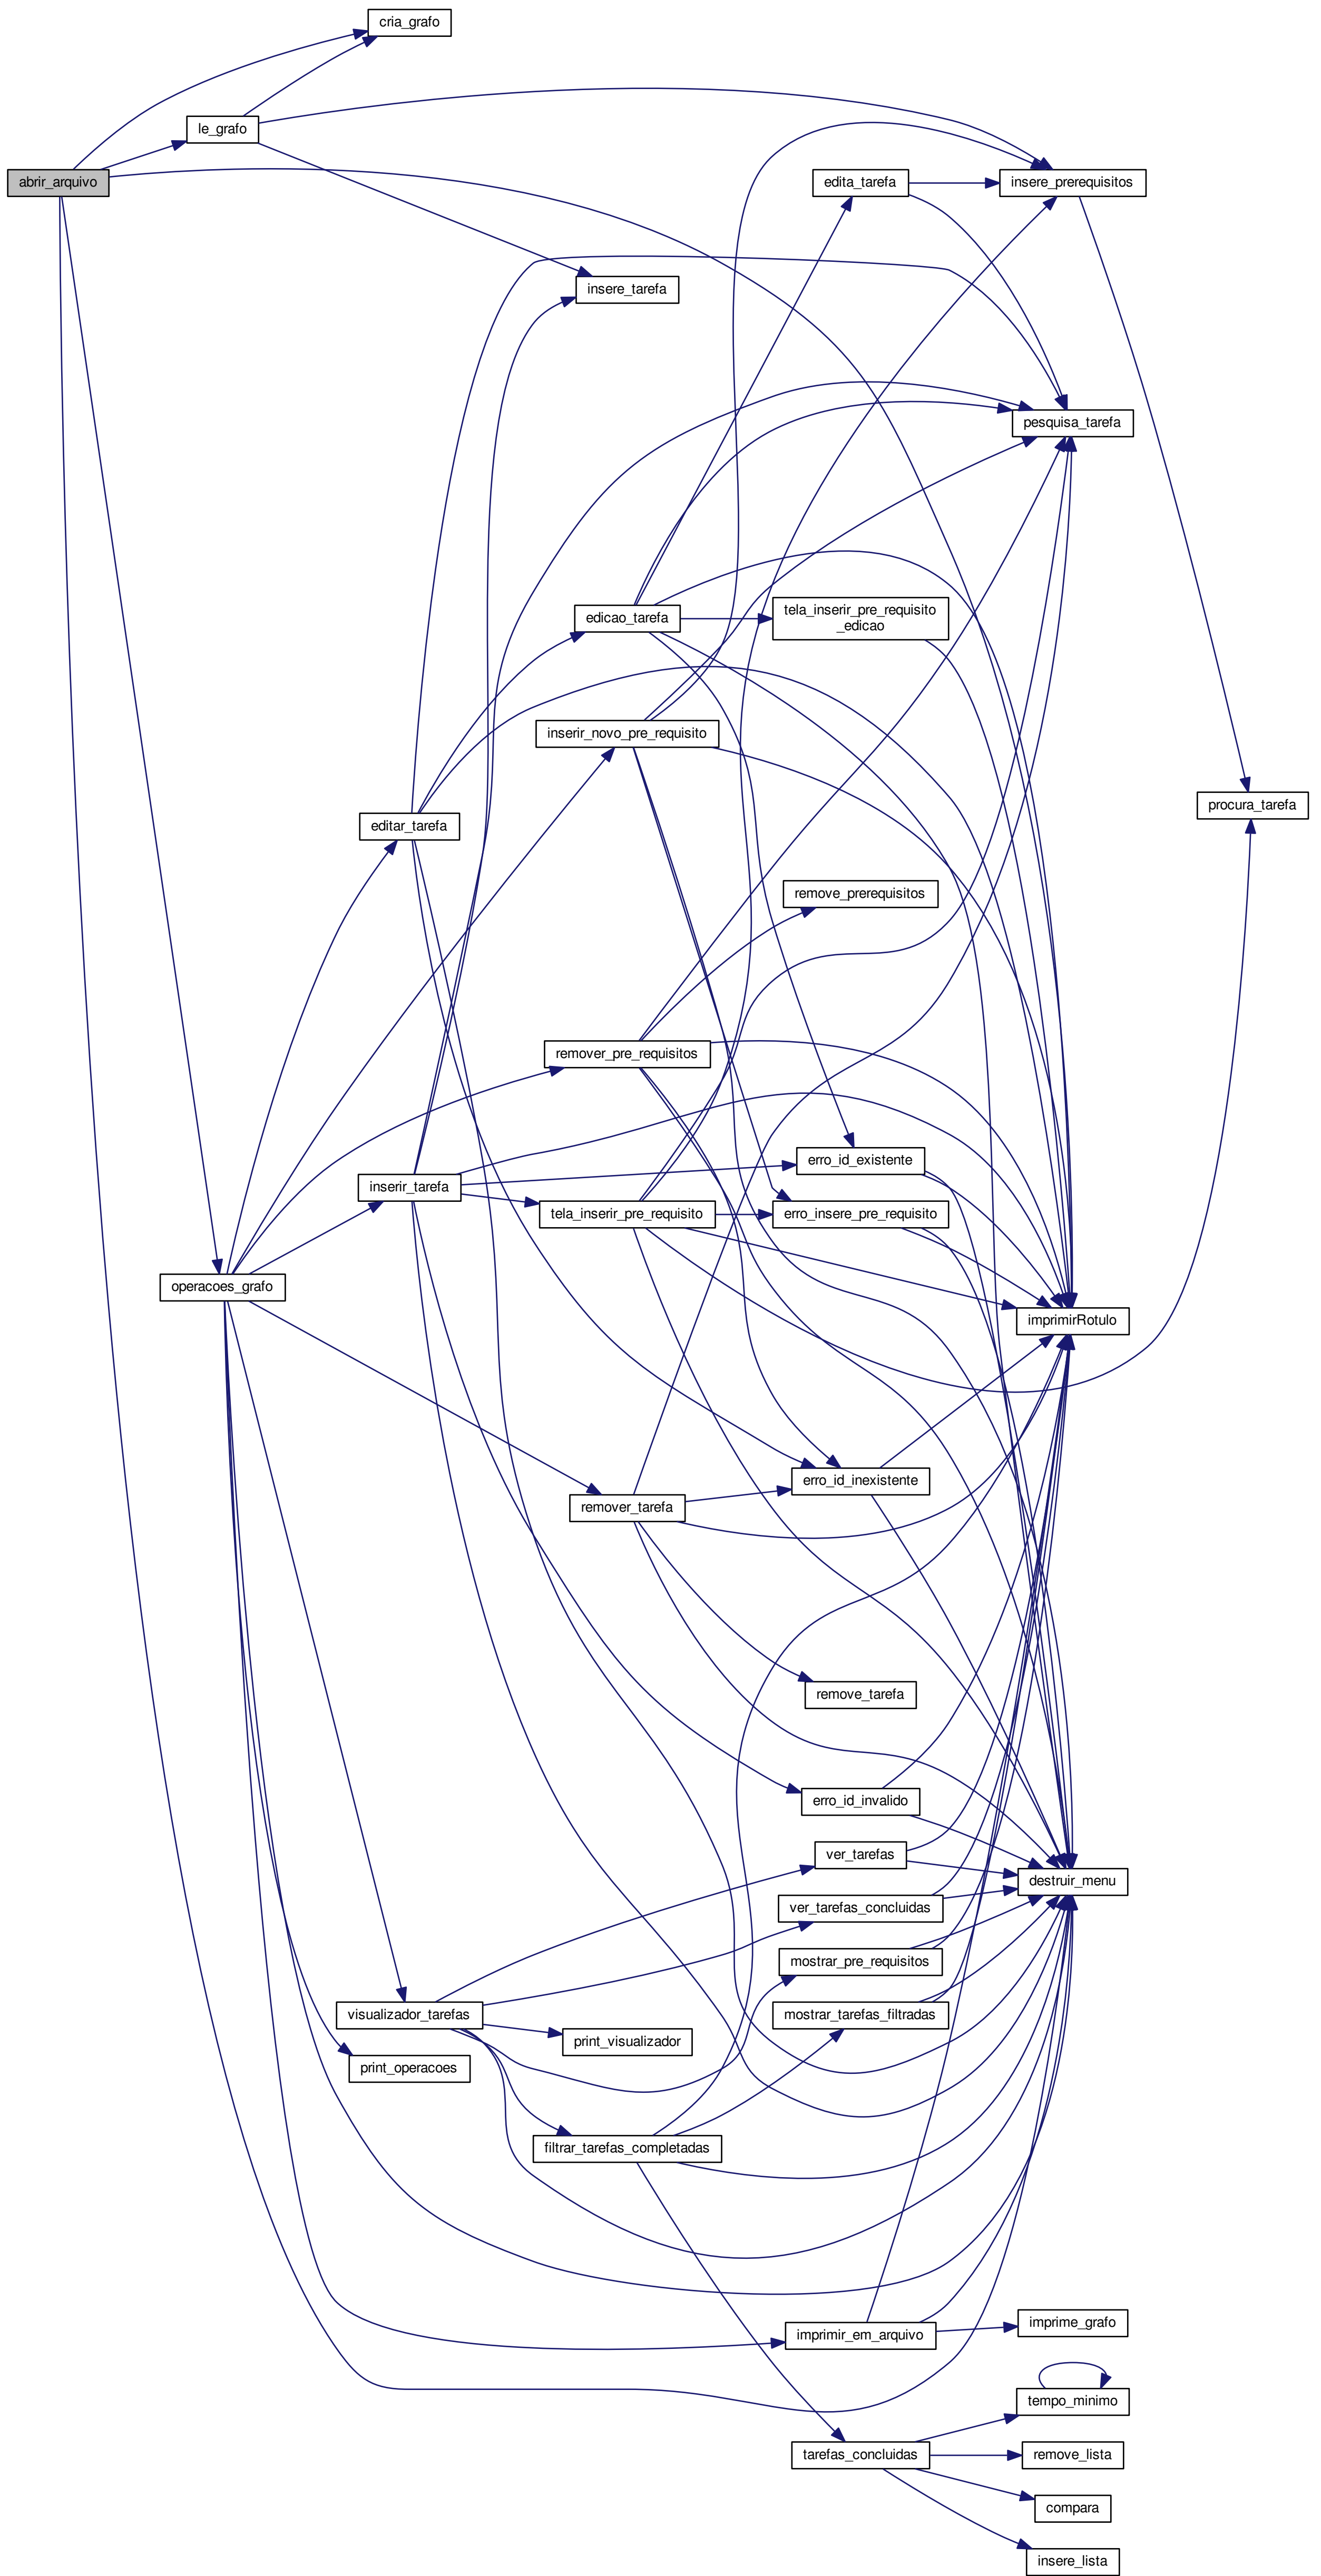 cria_grafo
le_grafo
abrir_arquivo
edita_tarefa
insere_prerequisitos
insere_tarefa
pesquisa_tarefa
edicao_tarefa
tela_inserir_pre_requisito
_edicao
inserir_novo_pre_requisito
procura_tarefa
editar_tarefa
remove_prerequisitos
remover_pre_requisitos
erro_id_existente
inserir_tarefa
tela_inserir_pre_requisito
erro_insere_pre_requisito
operacoes_grafo
imprimirRotulo
erro_id_inexistente
remover_tarefa
remove_tarefa
erro_id_invalido
ver_tarefas
destruir_menu
ver_tarefas_concluidas
mostrar_pre_requisitos
visualizador_tarefas
mostrar_tarefas_filtradas
print_visualizador
print_operacoes
filtrar_tarefas_completadas
imprimir_em_arquivo
imprime_grafo
tempo_minimo
tarefas_concluidas
remove_lista
compara
insere_lista